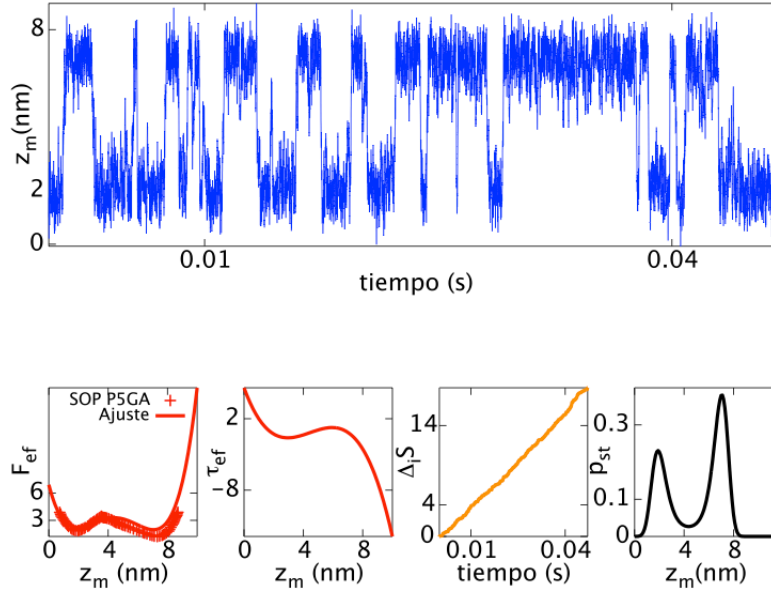 8
2
0
z_m(nm)
0.01 0.04
tiempo (s)
SOP P5GA
Ajuste
6
3
F_ef
0 4 8
z_m (nm)
2
−8
τ_ef
0 4 8
z_m (nm)
14
4
0
Δ_iS
0.01 0.04
tiempo (s)
0.3
0.1
0
p_st
0 4 8
z_m(nm)